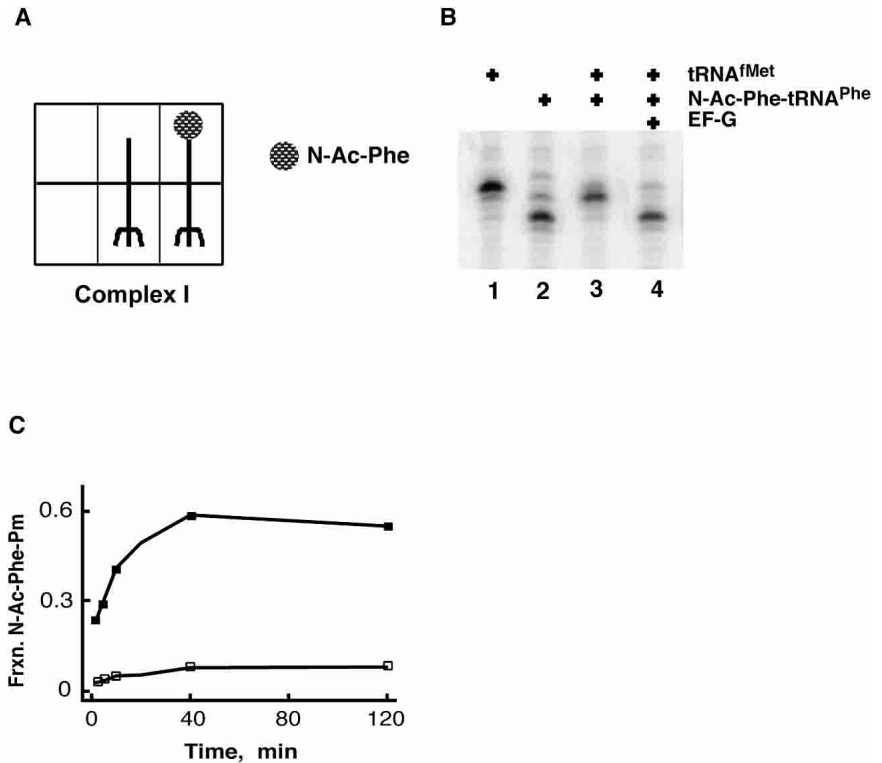 A
N-Ac-Phe
Complex I
B
+ + + tRNAfMet
+ + + N-Ac-Phe-tRNAPhe
+ EF-G
1 2 3 4
C
Frxn. N-Ac-Phe-Pm
0.6
0.3
0
0 40 80 120
Time, min